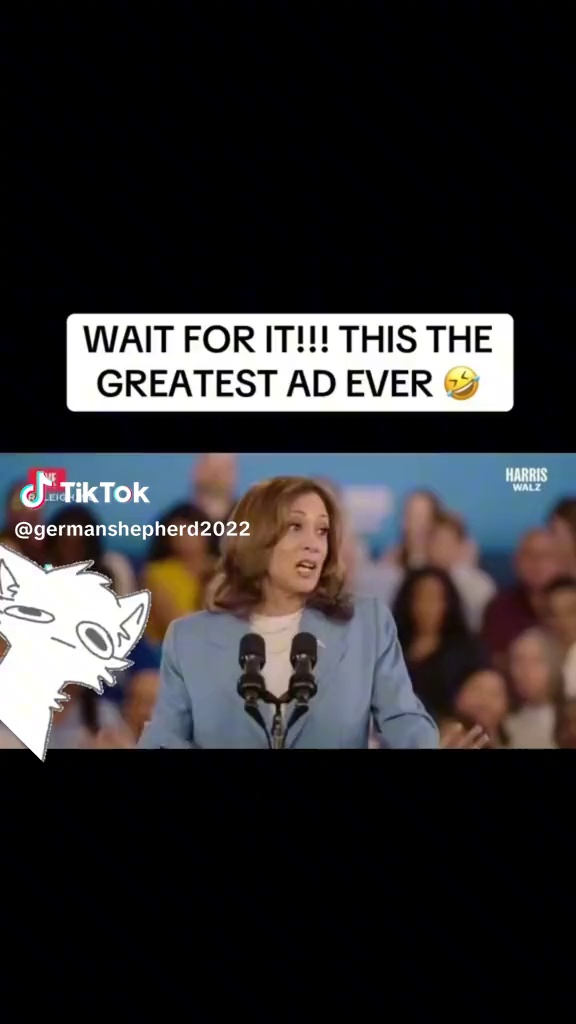 WAIT FOR IT!!! THIS THE
GREATEST AD EVER 🤣
HARRIS
WALZ
TikTok
@germanshepherd2022